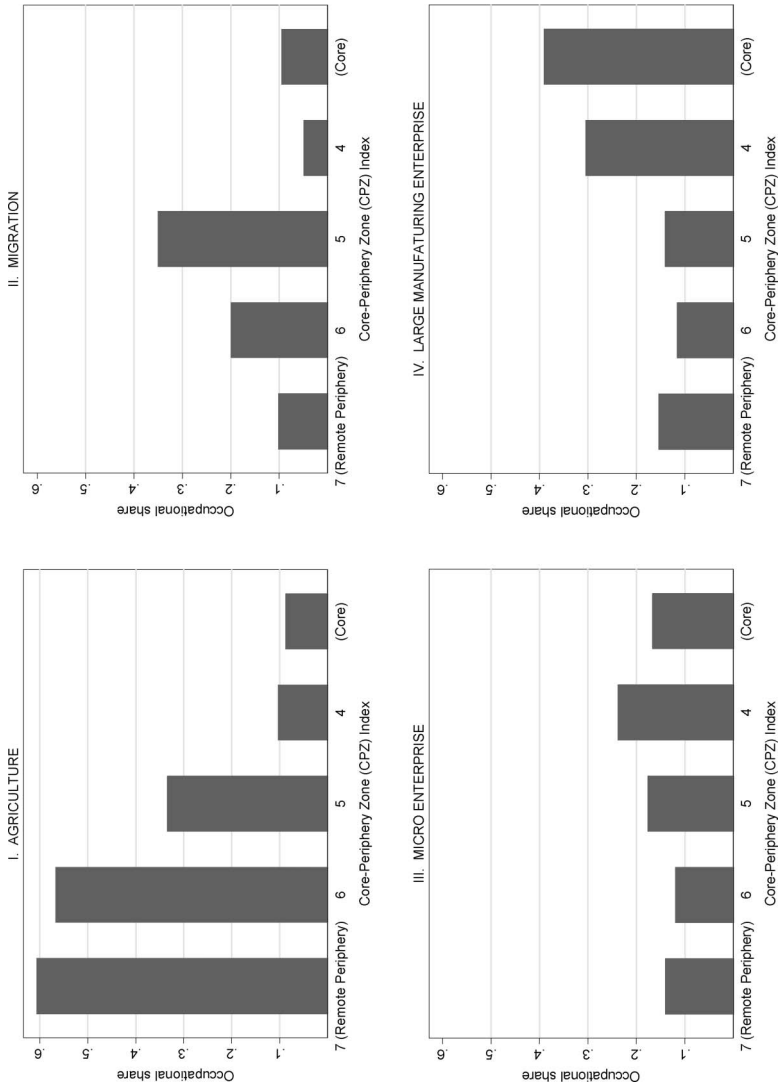 I. AGRICULTURE
Occupational share
.6
.5
.4
.3
.2
.1
7 (Remote Periphery) 6 5 4 (Core)
Core-Periphery Zone (CPZ) Index
II. MIGRATION
Occupational share
.6
.5
.4
.3
.2
.1
7 (Remote Periphery) 6 5 4 (Core)
Core-Periphery Zone (CPZ) Index
III. MICRO ENTERPRISE
Occupational share
.6
.5
.4
.3
.2
.1
7 (Remote Periphery) 6 5 4 (Core)
Core-Periphery Zone (CPZ) Index
IV. LARGE MANUFATURING ENTERPRISE
Occupational share
.6
.5
.4
.3
.2
.1
7 (Remote Periphery) 6 5 4 (Core)
Core-Periphery Zone (CPZ) Index